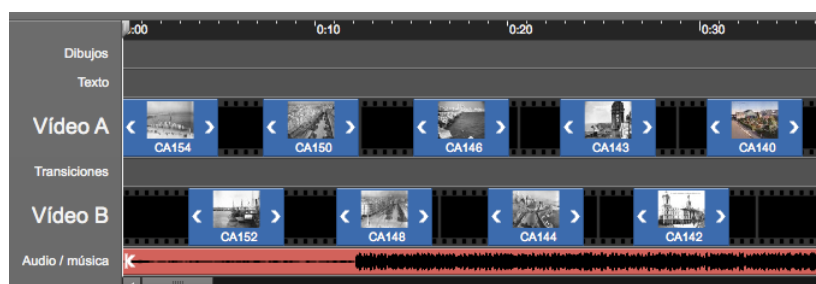 0:00 0:10 0:20 0:30
Dibujos
Texto
Vídeo A
CA154 CA150 CA146 CA143 CA140
Transiciones
Vídeo B
CA152 CA148 CA144 CA142
Audio / música